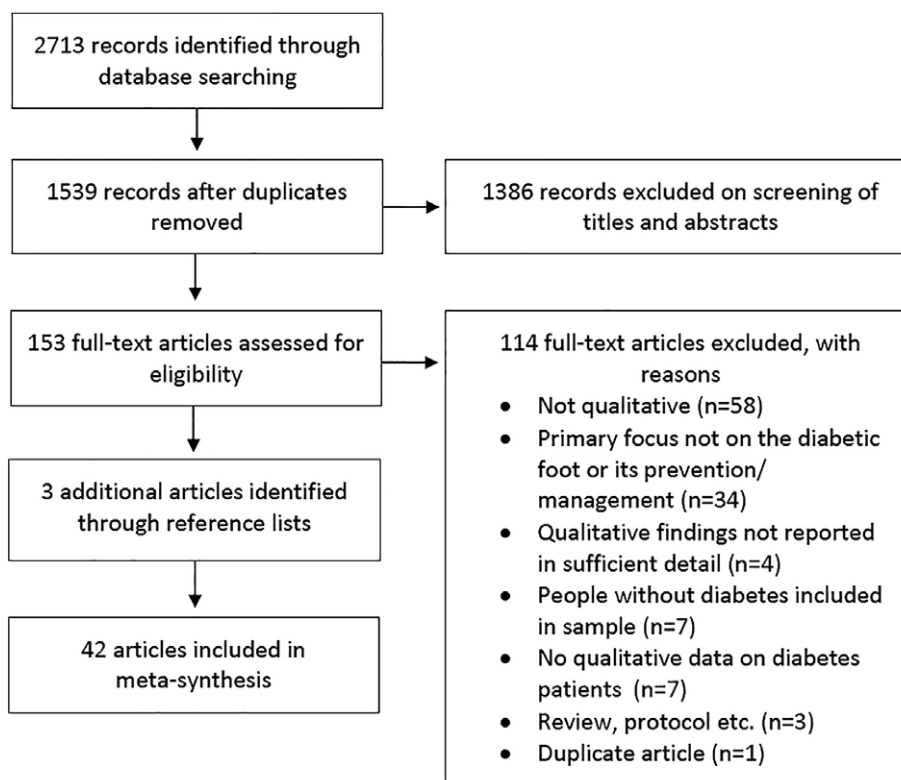 2713 records identified through
database searching
1539 records after duplicates
removed
1386 records excluded on screening of
titles and abstracts
153 full-text articles assessed for
eligibility
114 full-text articles excluded, with
reasons
• Not qualitative (n=58)
• Primary focus not on the diabetic
foot or its prevention/
management (n=34)
• Qualitative findings not reported
in sufficient detail (n=4)
• People without diabetes included
in sample (n=7)
• No qualitative data on diabetes
patients (n=7)
• Review, protocol etc. (n=3)
• Duplicate article (n=1)
3 additional articles identified
through reference lists
42 articles included in
meta-synthesis